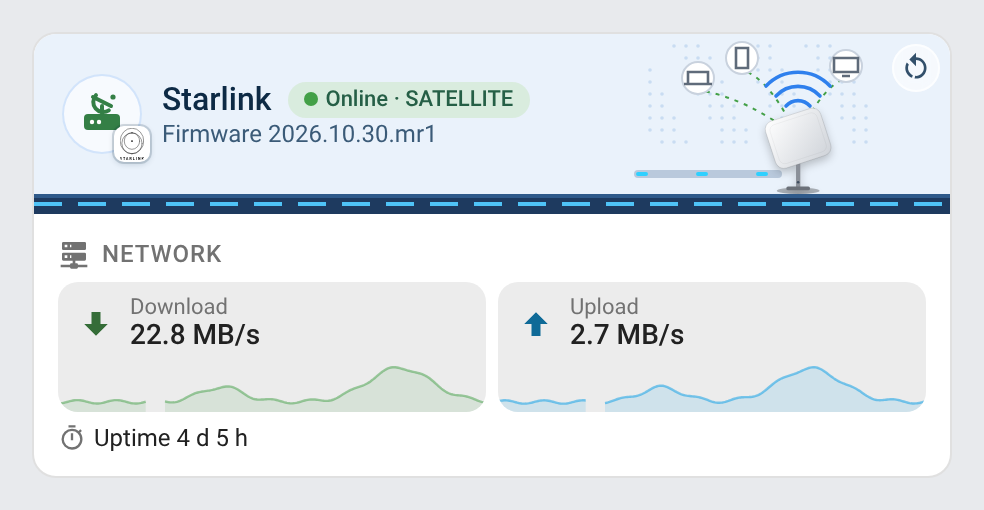 Starlink
Online · SATELLITE
STARLINK
Firmware 2026.10.30.mr1
NETWORK
Download
22.8 MB/s
Upload
2.7 MB/s
Uptime 4 d 5 h